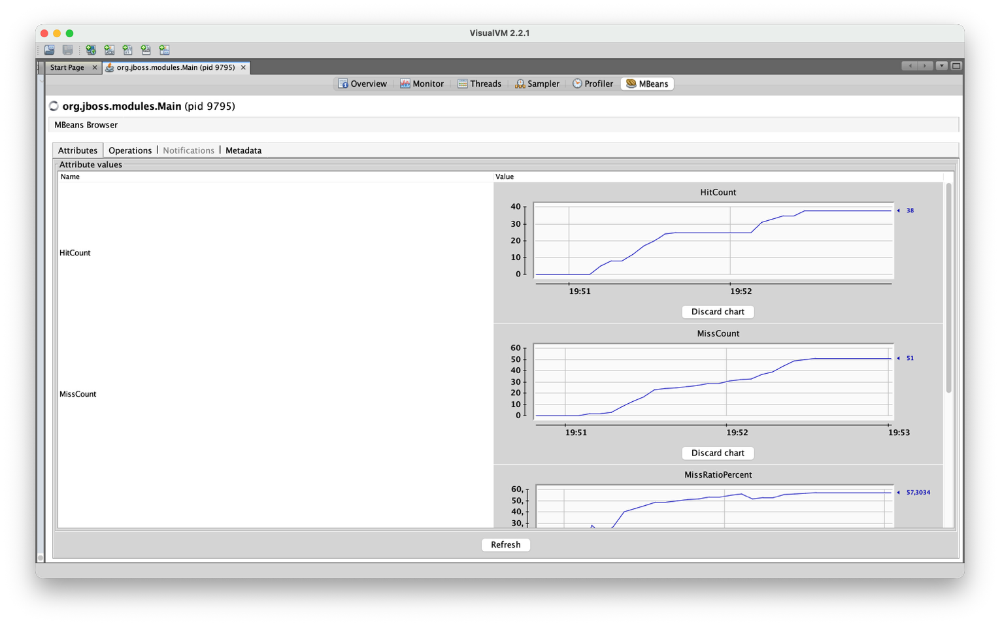 VisualVM 2.2.1
Start Page
org.jboss.modules.Main (pid 9795)
Overview Monitor Threads Sampler Profiler MBeans
org.jboss.modules.Main (pid 9795)
MBeans Browser
Attributes Operations Notifications Metadata
Attribute values
Name Value
HitCount
HitCount
40
30
20
10
0
38
19:51 19:52
Discard chart
MissCount
MissCount
60
50
40
30
20
10
0
51
19:51 19:52 19:53
Discard chart
MissRatioPercent
60,
50,
40,
30,
57,3034
Refresh